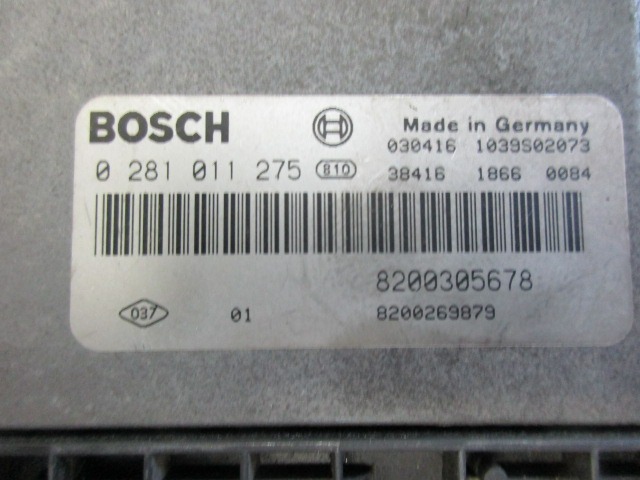 BOSCH
Made in Germany
030416 1039S02073
0 281 011 275 810
38416 1866 0084
8200305678
037 01 8200269879